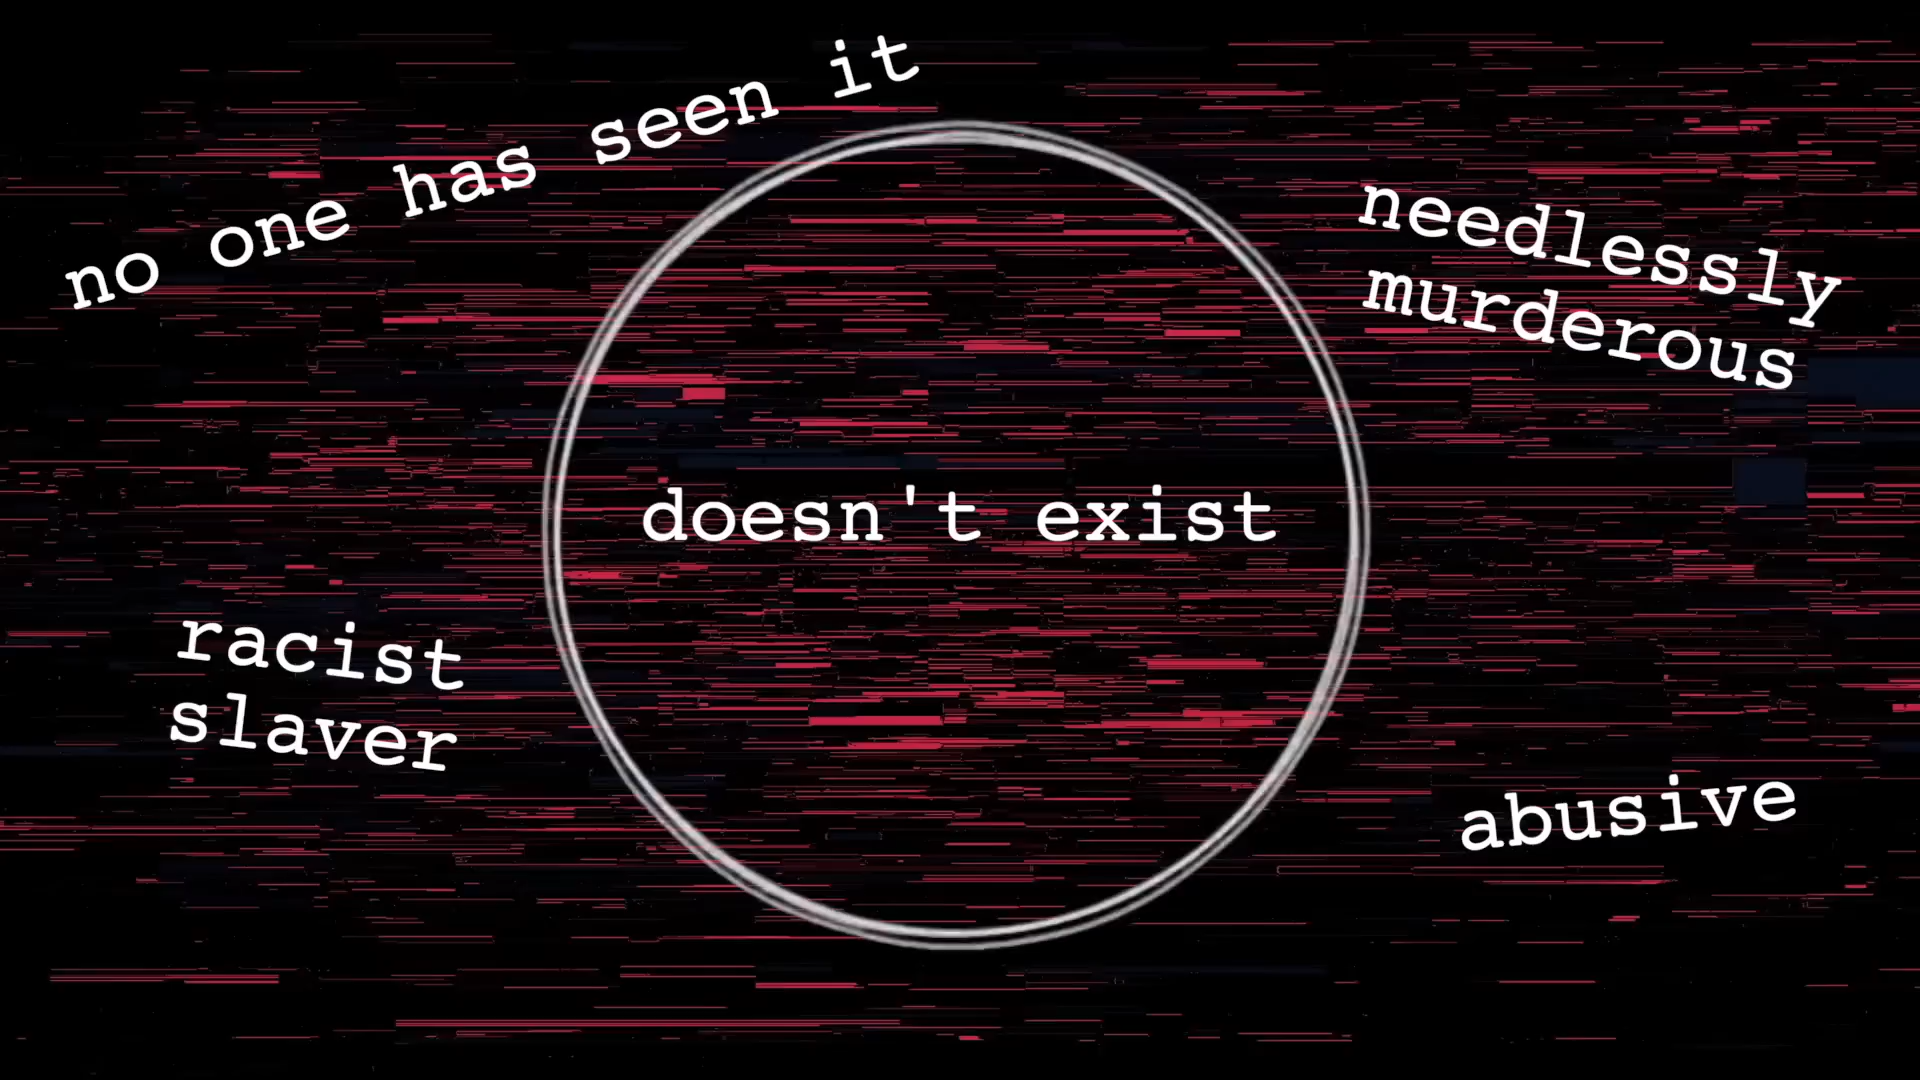 no one has seen it
needlessly
murderous
doesn't exist
racist
slaver
abusive